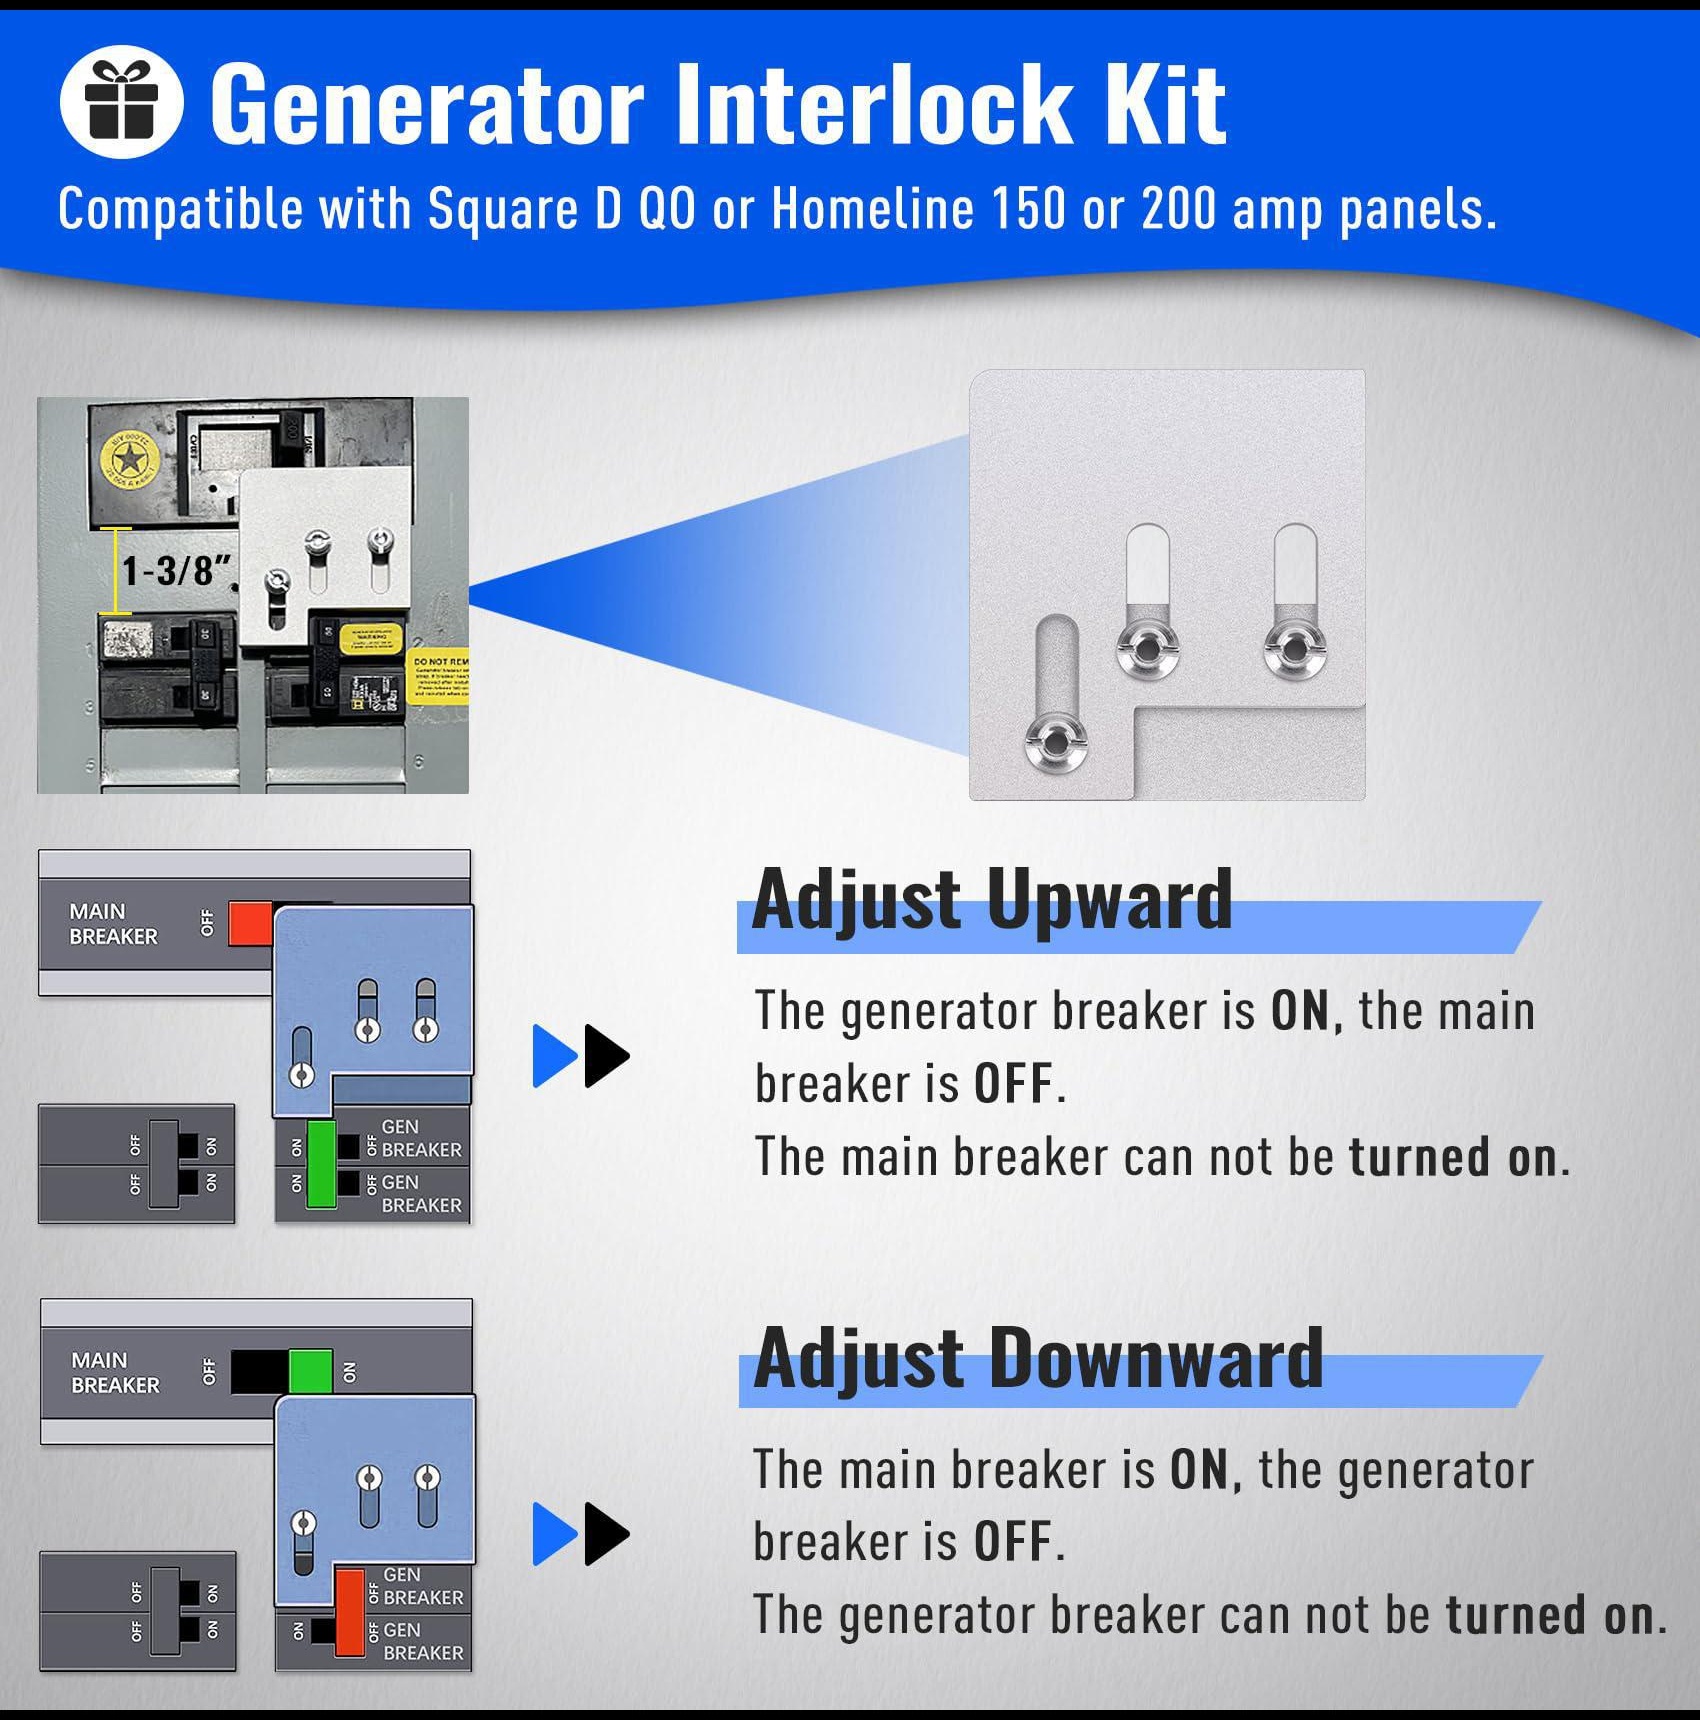 Generator Interlock Kit
Compatible with Square D QO or Homeline 150 or 200 amp panels.
1-3/8"
DO NOT REM
6
6
MAIN
BREAKER
OFF
OFF
ON
OFF
ON
ON
OFF
GEN
BREAKER
ON
OFF
GEN
BREAKER
Adjust Upward
The generator breaker is ON, the main
breaker is OFF.
The main breaker can not be turned on.
MAIN
BREAKER
OFF
ON
OFF
ON
OFF
ON
OFF
GEN
BREAKER
ON
OFF
GEN
BREAKER
Adjust Downward
The main breaker is ON, the generator
breaker is OFF.
The generator breaker can not be turned on.